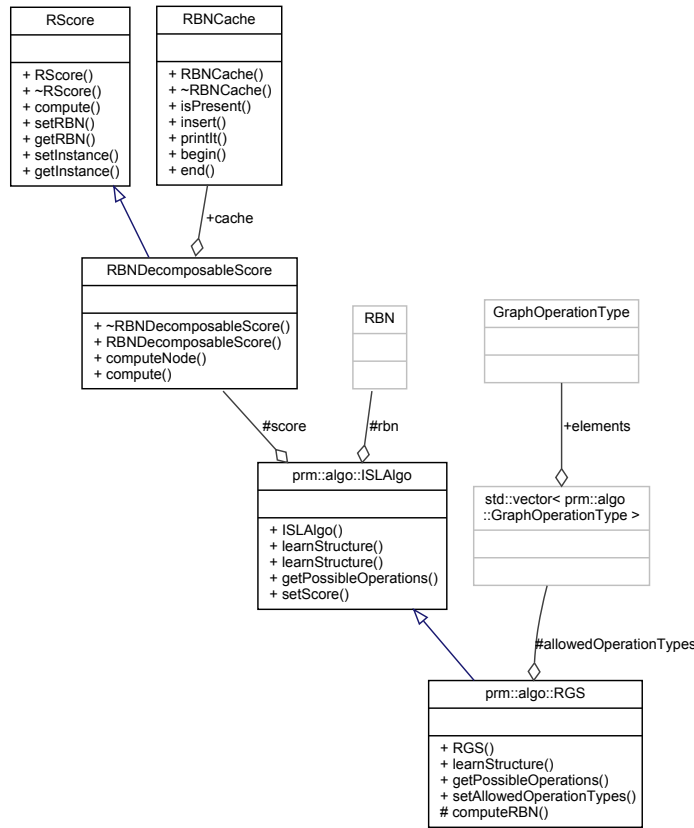 RScore
+ RScore()
+ ~RScore()
+ compute()
+ setRBN()
+ getRBN()
+ setInstance()
+ getInstance()
RBNCache
+ RBNCache()
+ ~RBNCache()
+ isPresent()
+ insert()
+ printIt()
+ begin()
+ end()
+cache
RBNDecomposableScore
+ ~RBNDecomposableScore()
+ RBNDecomposableScore()
+ computeNode()
+ compute()
RBN
GraphOperationType
#score
#rbn
+elements
prm::algo::ISLAlgo
+ ISLAlgo()
+ learnStructure()
+ learnStructure()
+ getPossibleOperations()
+ setScore()
std::vector< prm::algo
::GraphOperationType >
#allowedOperationTypes
prm::algo::RGS
+ RGS()
+ learnStructure()
+ getPossibleOperations()
+ setAllowedOperationTypes()
# computeRBN()